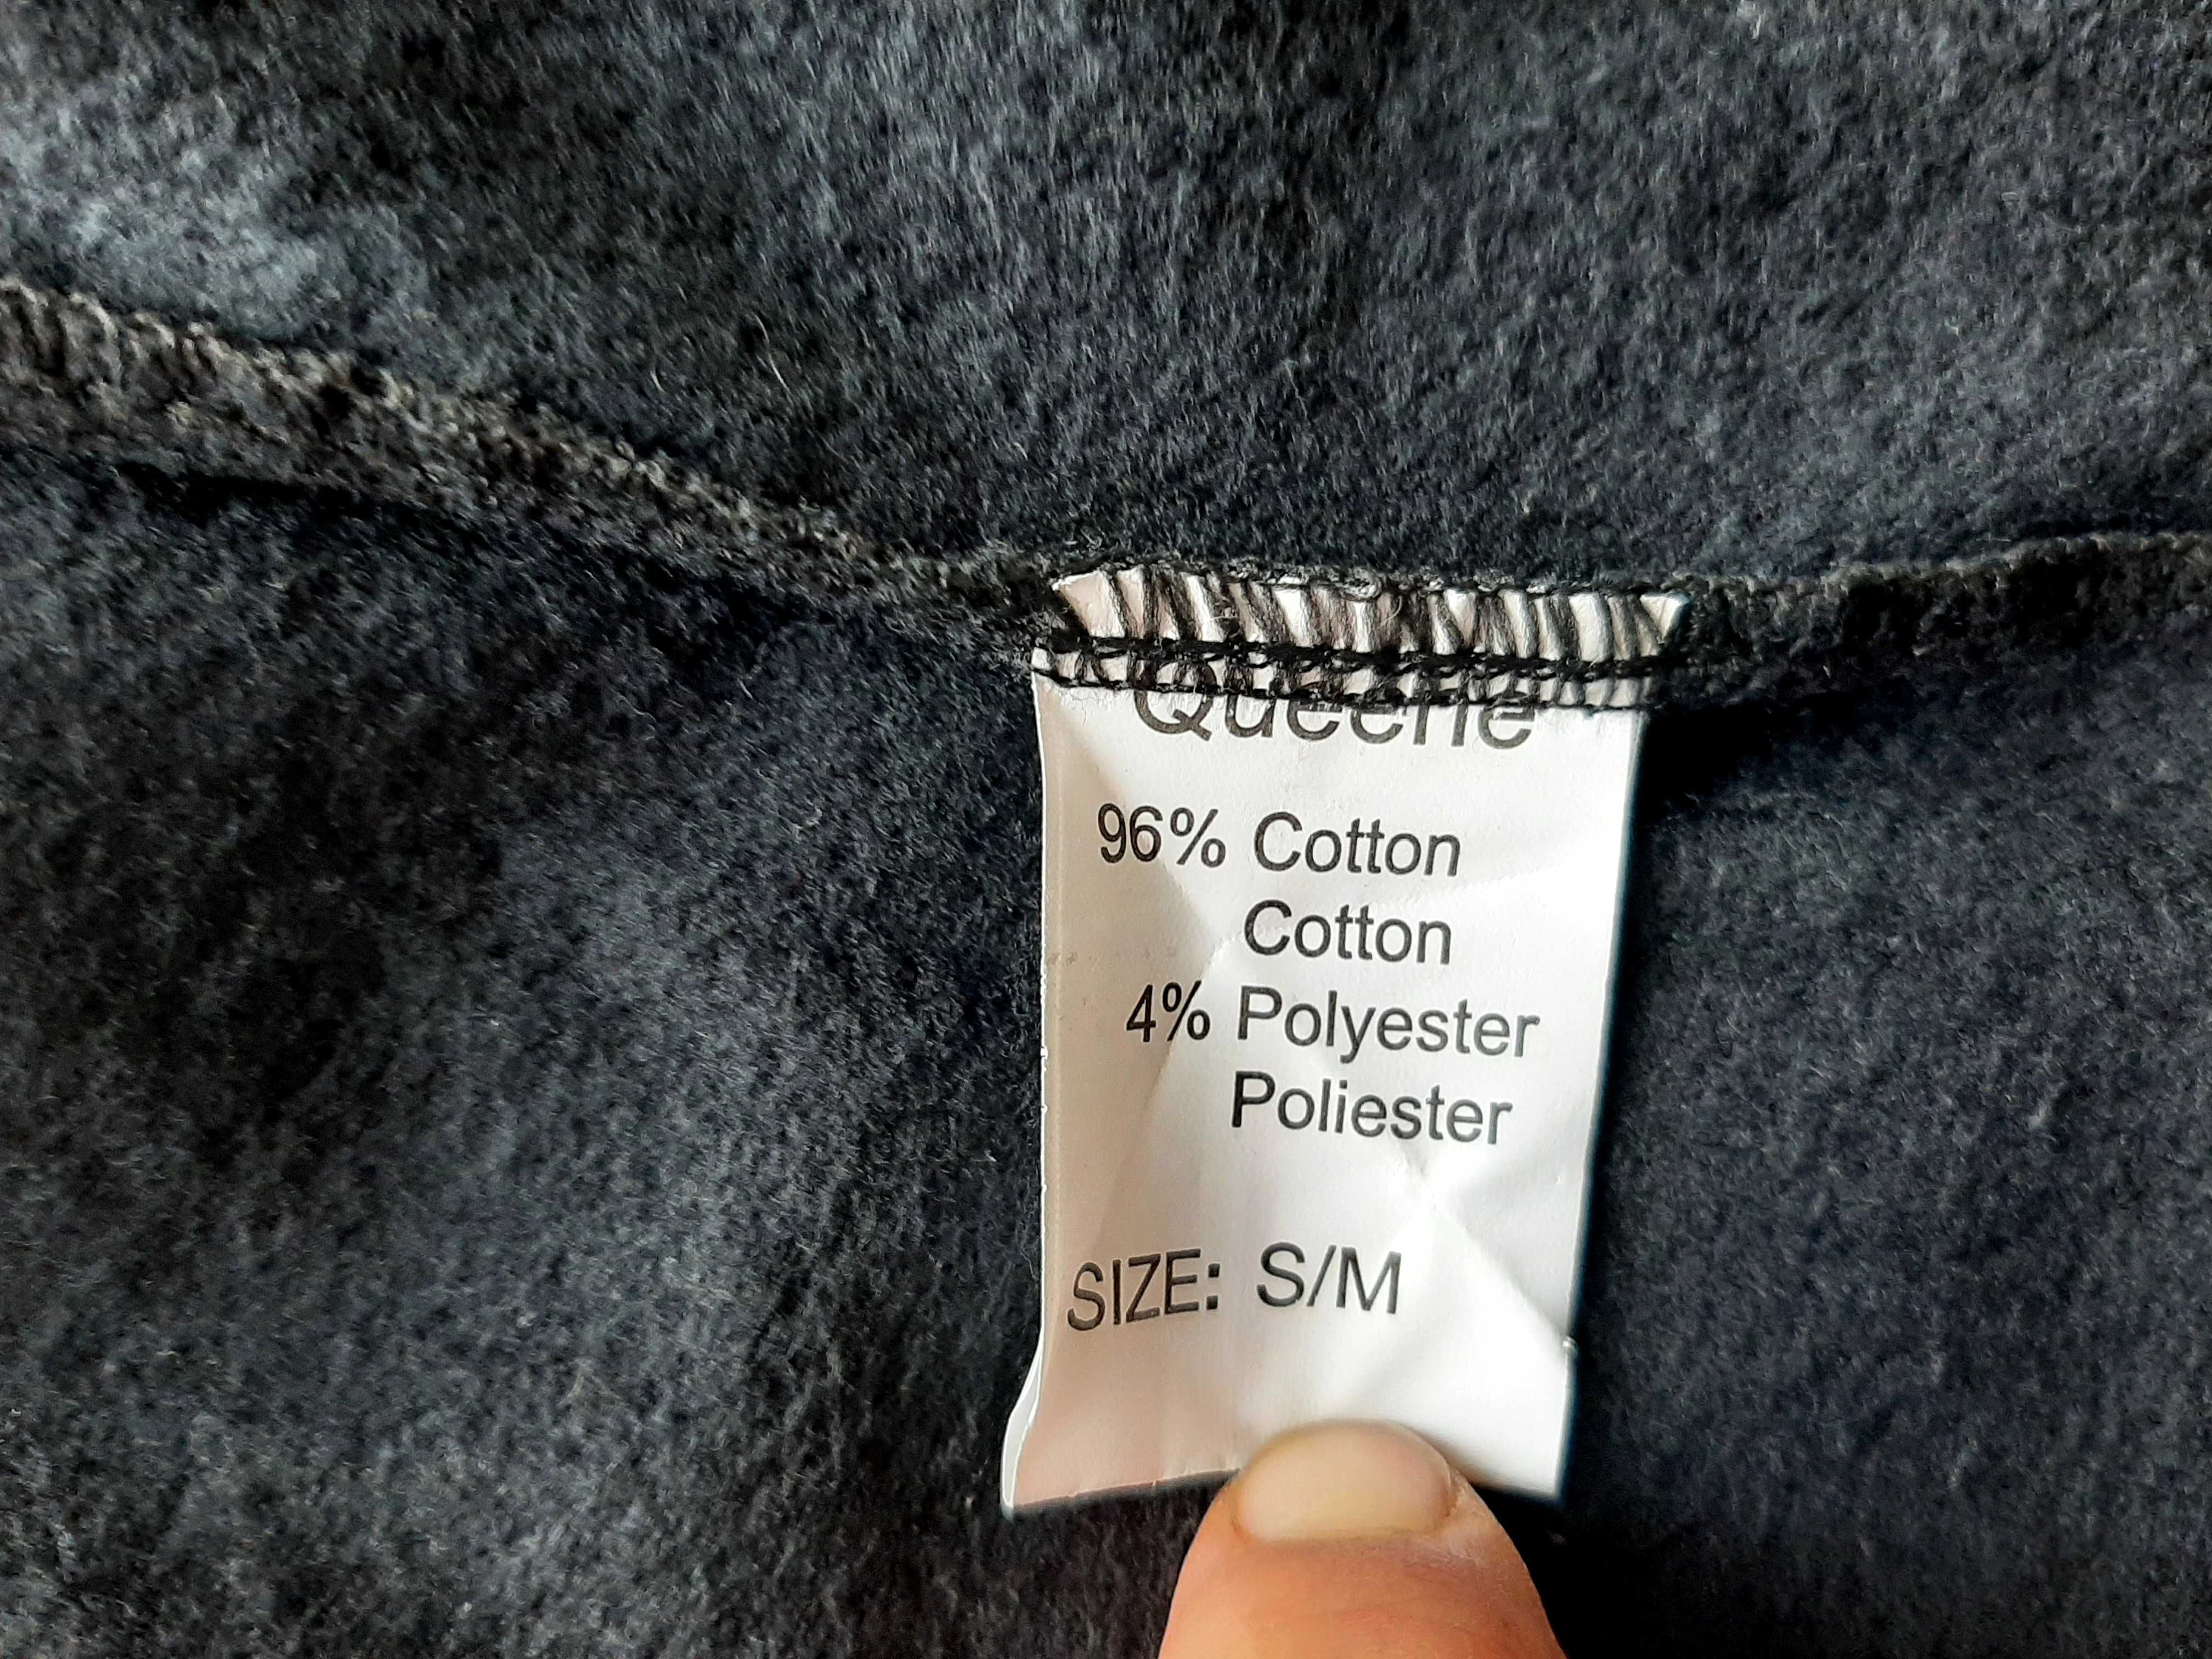 Queene
96% Cotton
Cotton
4% Polyester
Poliester
SIZE: S/M